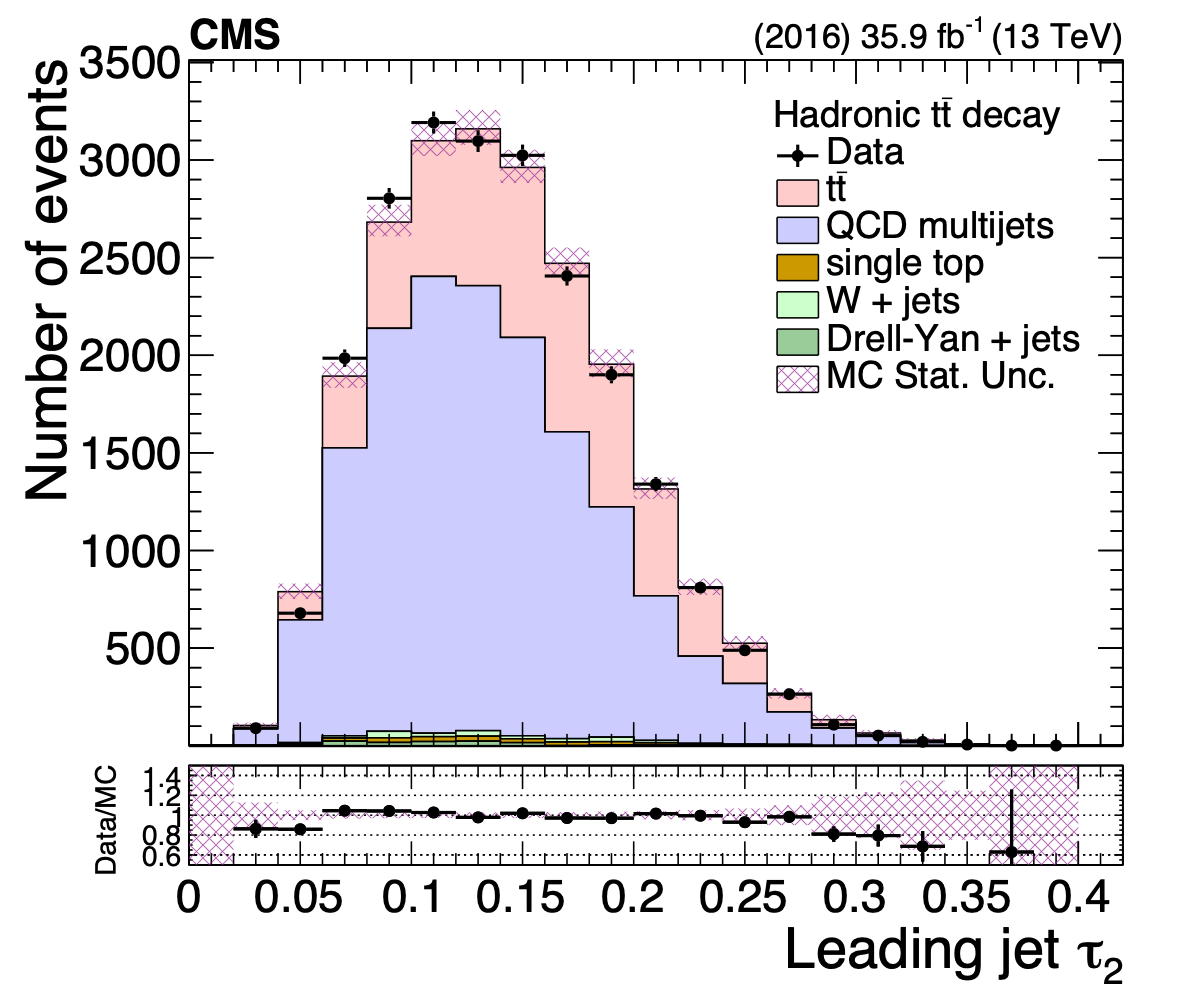 CMS (2016) 35.9 fb⁻¹ (13 TeV)
Number of events
3500
3000
2500
2000
1500
1000
500
Hadronic tt̄ decay
Data
tt̄
QCD multijets
single top
W + jets
Drell-Yan + jets
MC Stat. Unc.
Data/MC
1.4
1.2
1
0.8
0.6
0 0.05 0.1 0.15 0.2 0.25 0.3 0.35 0.4
Leading jet τ₂